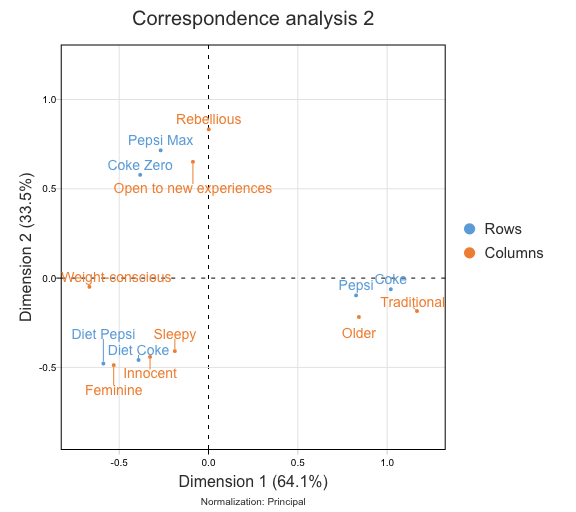 Correspondence analysis 2
Rebellious
Pepsi Max
Coke Zero
Open to new experiences
Weight-conscious
Coke
Pepsi
Traditional
Older
Diet Pepsi
Sleepy
Diet Coke
Innocent
Feminine
1.0
0.5
0.0
-0.5
Dimension 2 (33.5%)
-0.5
0.0
0.5
1.0
Dimension 1 (64.1%)
Normalization: Principal
Rows
Columns